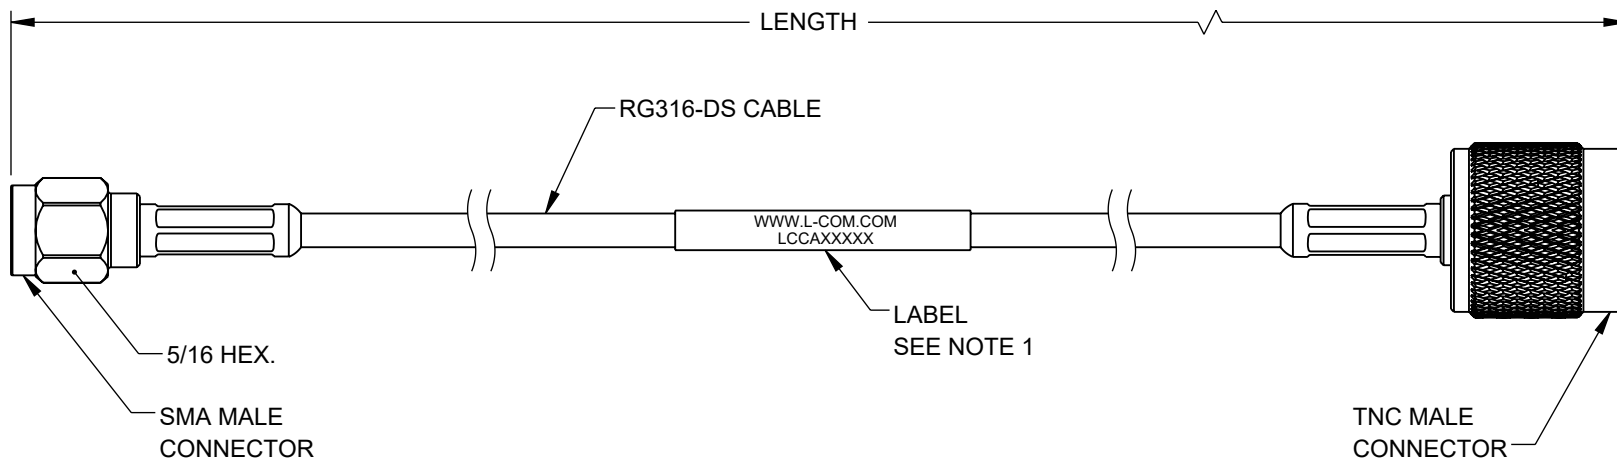 LENGTH
RG316-DS CABLE
WWW.L-COM.COM
LCCAXXXXX
LABEL
SEE NOTE 1
5/16 HEX.
SMA MALE
CONNECTOR
TNC MALE
CONNECTOR